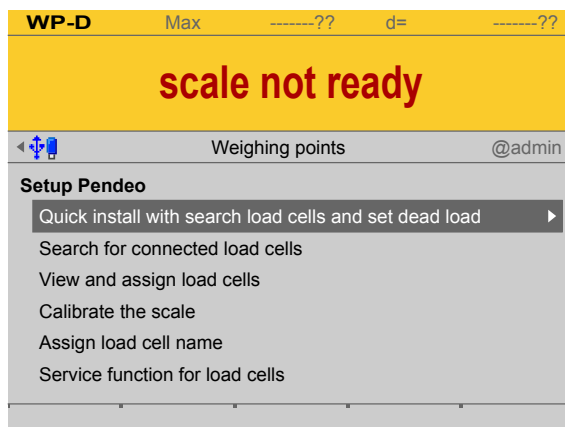 WP-D Max -------?? d= -------??
scale not ready
Weighing points @admin
Setup Pendeo
Quick install with search load cells and set dead load
Search for connected load cells
View and assign load cells
Calibrate the scale
Assign load cell name
Service function for load cells